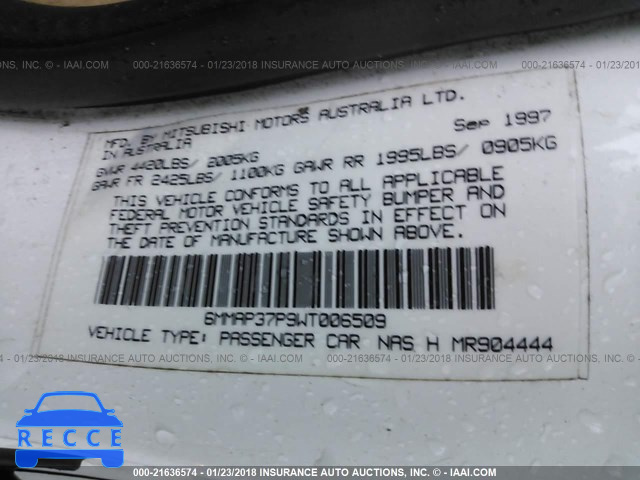 000-21636574 - 01/23/2018 INSURANCE AUTO AUCTIONS, INC. - © IAAI.COM
MFD. BY MITSUBISHI MOTORS AUSTRALIA LTD.
IN AUSTRALIA Sep 1997
GVWR 4420LBS/ 2005KG
GAWR FR 2425LBS/ 1100KG GAWR RR 1995LBS/ 0905KG
THIS VEHICLE CONFORMS TO ALL APPLICABLE
FEDERAL MOTOR VEHICLE SAFETY BUMPER AND
THEFT PREVENTION STANDARDS IN EFFECT ON
THE DATE OF MANUFACTURE SHOWN ABOVE.
6MMAP37P9WT006509
VEHICLE TYPE: PASSENGER CAR NAS H MR904444
RECCE
000-21636574 - 01/23/2018 INSURANCE AUTO AUCTIONS, INC. - © IAAI.COM